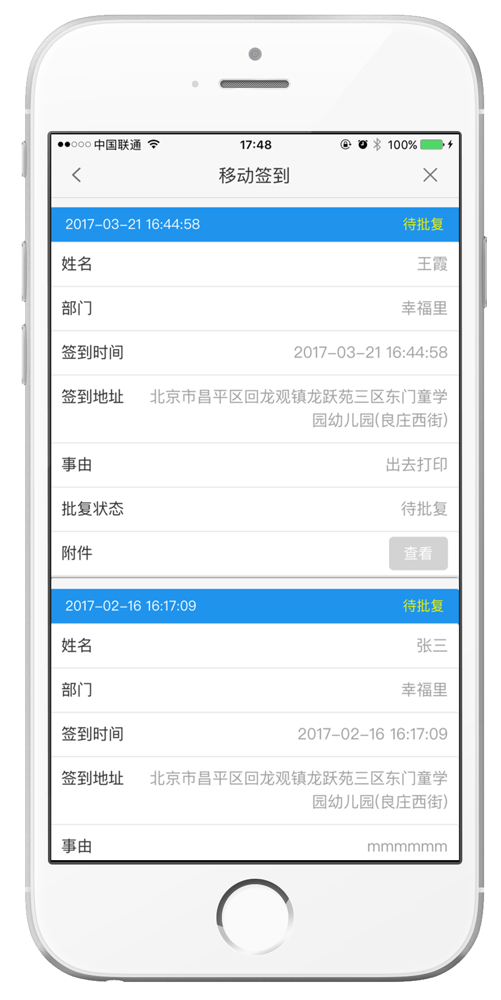 中国联通 17:48 100%
移动签到
2017-03-21 16:44:58 待批复
姓名 王霞
部门 幸福里
签到时间 2017-03-21 16:44:58
签到地址 北京市昌平区回龙观镇龙跃苑三区东门童学
园幼儿园(良庄西街)
事由 出去打印
批复状态 待批复
附件 查看
2017-02-16 16:17:09 待批复
姓名 张三
部门 幸福里
签到时间 2017-02-16 16:17:09
签到地址 北京市昌平区回龙观镇龙跃苑三区东门童学
园幼儿园(良庄西街)
事由 mmmmmm